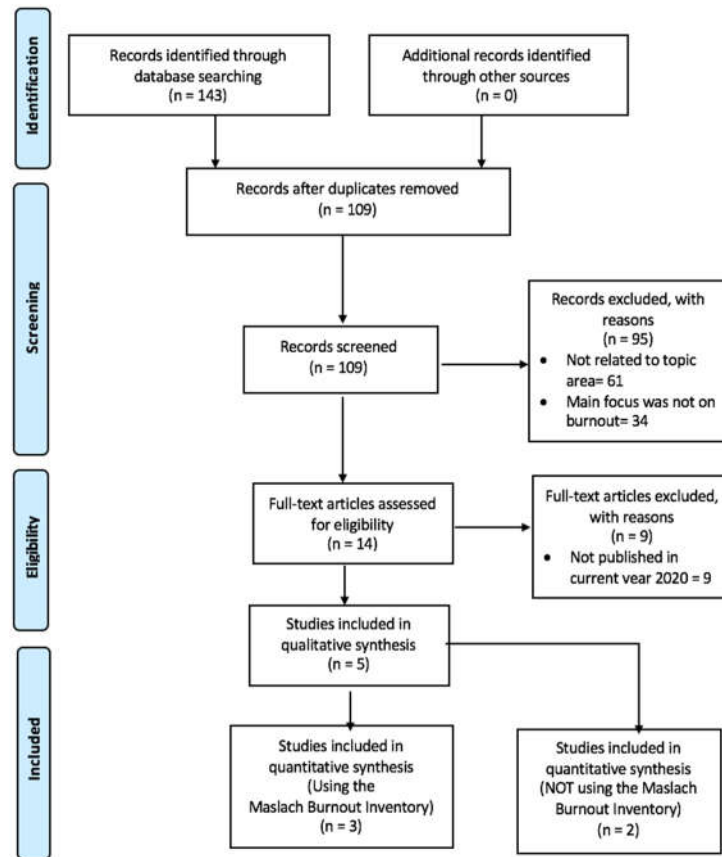 Identification
Records identified through
database searching
(n = 143)
Additional records identified
through other sources
(n = 0)
Records after duplicates removed
(n = 109)
Screening
Records screened
(n = 109)
Records excluded, with
reasons
(n = 95)
• Not related to topic
area= 61
• Main focus was not on
burnout= 34
Eligibility
Full-text articles assessed
for eligibility
(n = 14)
Full-text articles excluded,
with reasons
(n = 9)
• Not published in
current year 2020 = 9
Studies included in
qualitative synthesis
(n = 5)
Included
Studies included in
quantitative synthesis
(Using the
Maslach Burnout Inventory)
(n = 3)
Studies included in
quantitative synthesis
(NOT using the Maslach
Burnout Inventory)
(n = 2)